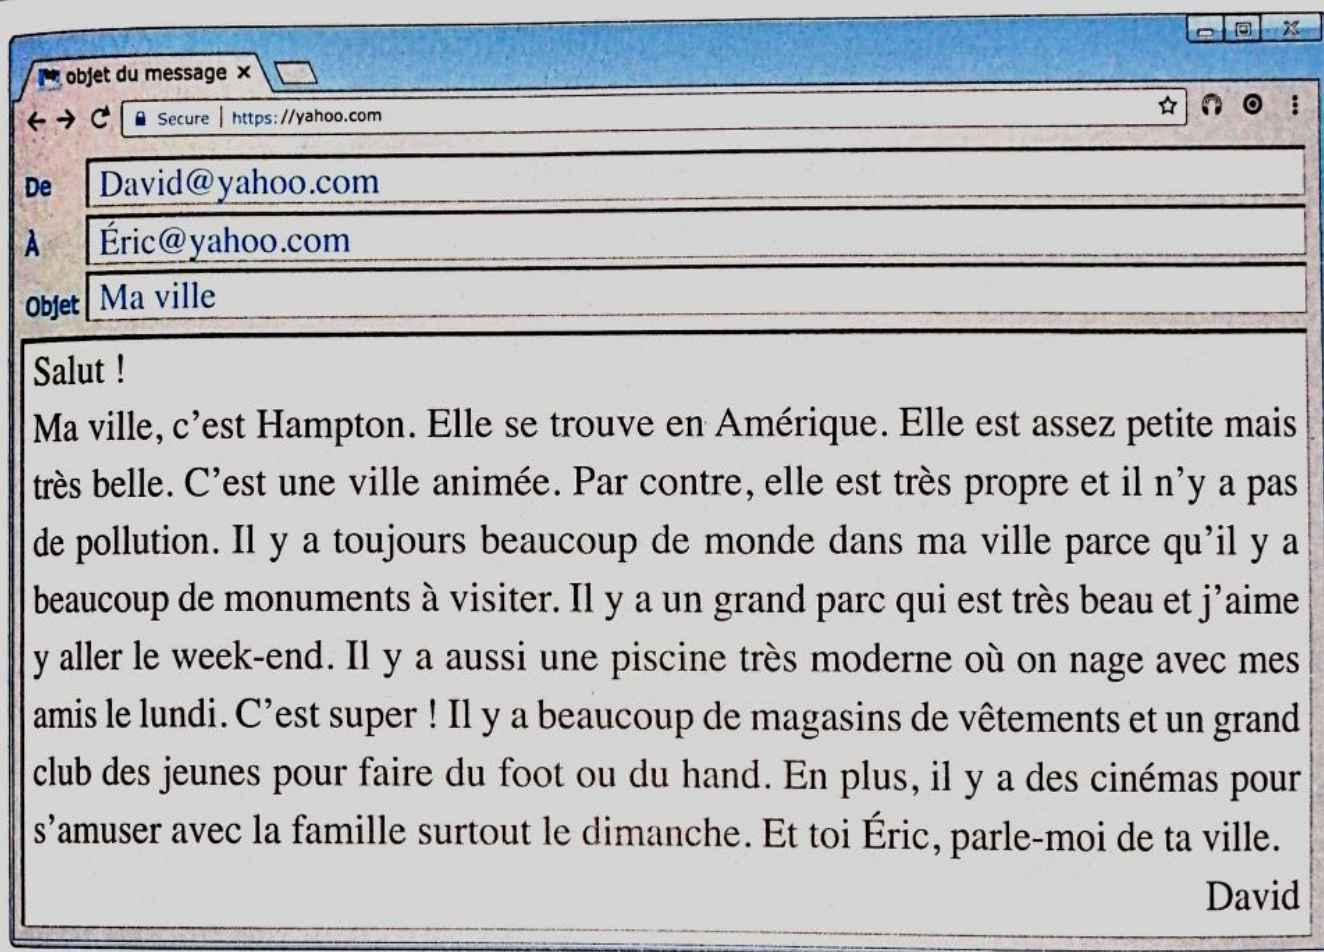 objet du message ×
Secure | https://yahoo.com
De David@yahoo.com
À Éric@yahoo.com
Objet Ma ville
Salut !
Ma ville, c’est Hampton. Elle se trouve en Amérique. Elle est assez petite mais
très belle. C’est une ville animée. Par contre, elle est très propre et il n’y a pas
de pollution. Il y a toujours beaucoup de monde dans ma ville parce qu’il y a
beaucoup de monuments à visiter. Il y a un grand parc qui est très beau et j’aime
y aller le week-end. Il y a aussi une piscine très moderne où on nage avec mes
amis le lundi. C’est super ! Il y a beaucoup de magasins de vêtements et un grand
club des jeunes pour faire du foot ou du hand. En plus, il y a des cinémas pour
s’amuser avec la famille surtout le dimanche. Et toi Éric, parle-moi de ta ville.
David